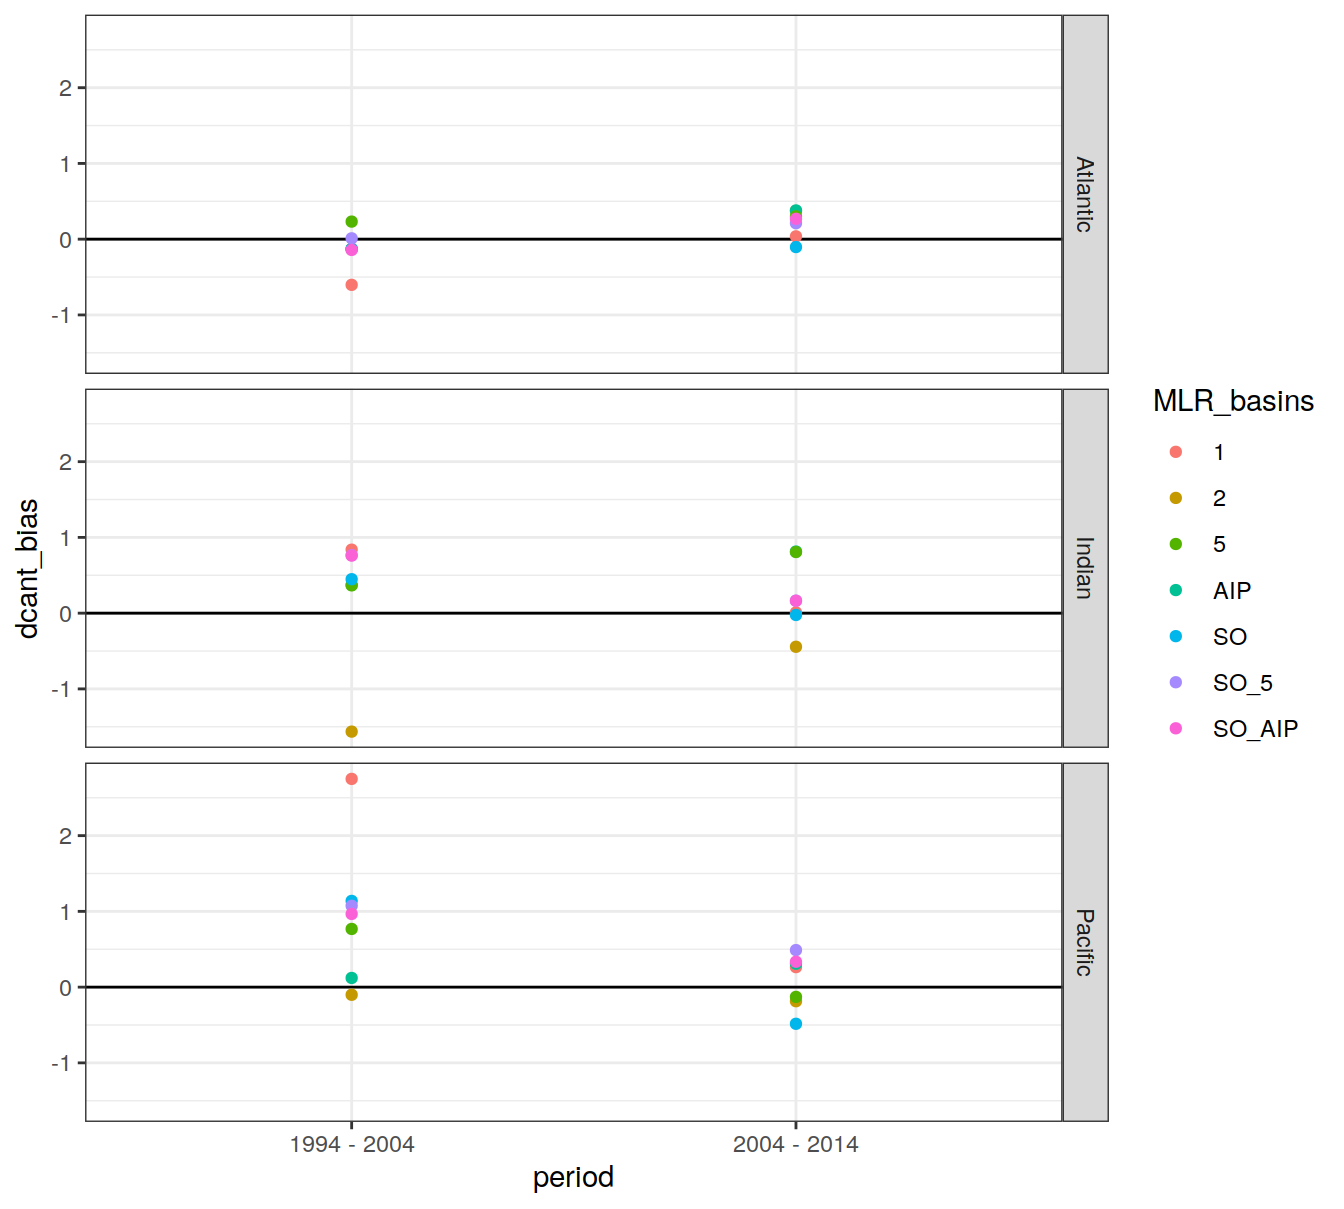 2
1
0
-1
Atlantic
2
1
0
-1
Indian
2
1
0
-1
Pacific
1994 - 2004
2004 - 2014
period
dcant_bias
MLR_basins
1
2
5
AIP
SO
SO_5
SO_AIP